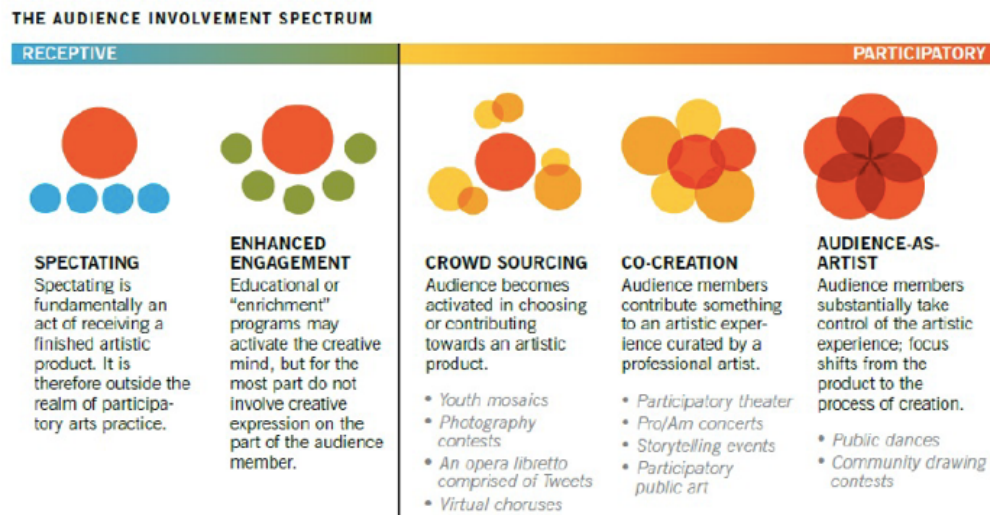 THE AUDIENCE INVOLVEMENT SPECTRUM
RECEPTIVE
PARTICIPATORY
SPECTATING
Spectating is
fundamentally an
act of receiving a
finished artistic
product. It is
therefore outside the
realm of participa-
tory arts practice.
ENHANCED
ENGAGEMENT
Educational or
“enrichment”
programs may
activate the creative
mind, but for the
most part do not
involve creative
expression on the
part of the audience
member.
CROWD SOURCING
Audience becomes
activated in choosing
or contributing
towards an artistic
product.
• Youth mosaics
• Photography
contests
• An opera libretto
comprised of Tweets
• Virtual choruses
CO-CREATION
Audience members
contribute something
to an artistic exper-
ience curated by a
professional artist.
• Participatory theater
• Pro/Am concerts
• Storytelling events
• Participatory
public art
AUDIENCE-AS-
ARTIST
Audience members
substantially take
control of the artistic
experience; focus
shifts from the
product to the
process of creation.
• Public dances
• Community drawing
contests